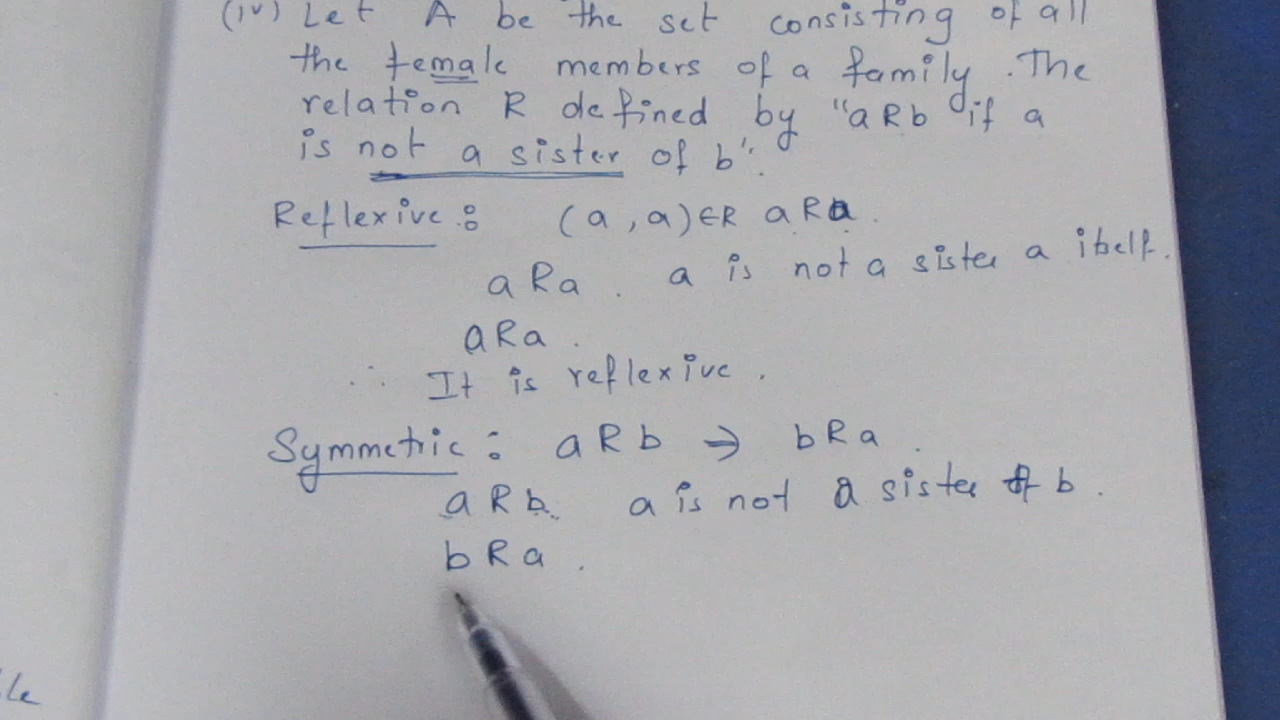 (iv) Let A be the set consisting of all
the female members of a family. The
relation R defined by "aRb if a
is not a sister of b".
Reflexive: (a, a)∈R aRa.
aRa. a is not a sister a itself.
aRa.
∴ It is reflexive.
Symmetric: aRb → bRa.
aRb. a is not a sister of b.
bRa.